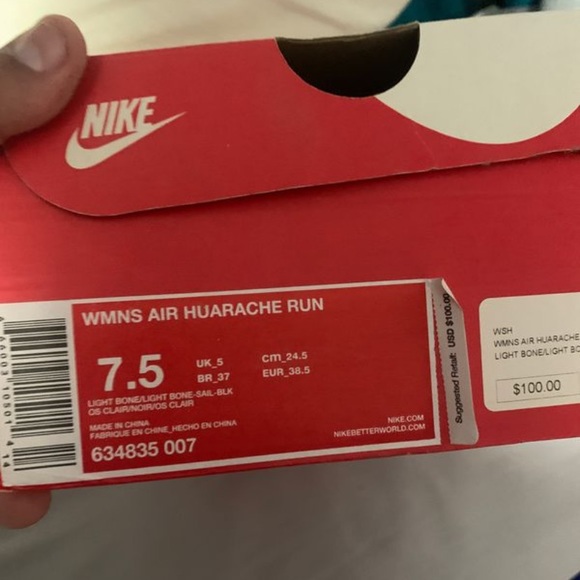 NIKE
WMNS AIR HUARACHE RUN
7.5
UK_5
cm_24.5
BR_37
EUR_38.5
LIGHT BONE/LIGHT BONE-SAIL-BLK
OS CLAIR/NOIR/OS CLAIR
MADE IN CHINA
FABRIQUE EN CHINE_HECHO EN CHINA
634835 007
NIKE.COM
NIKEBETTERWORLD.COM
Suggested Retail: USD $100.00
WSH
WMNS AIR HUARACHE
LIGHT BONE/LIGHT BO
$100.00